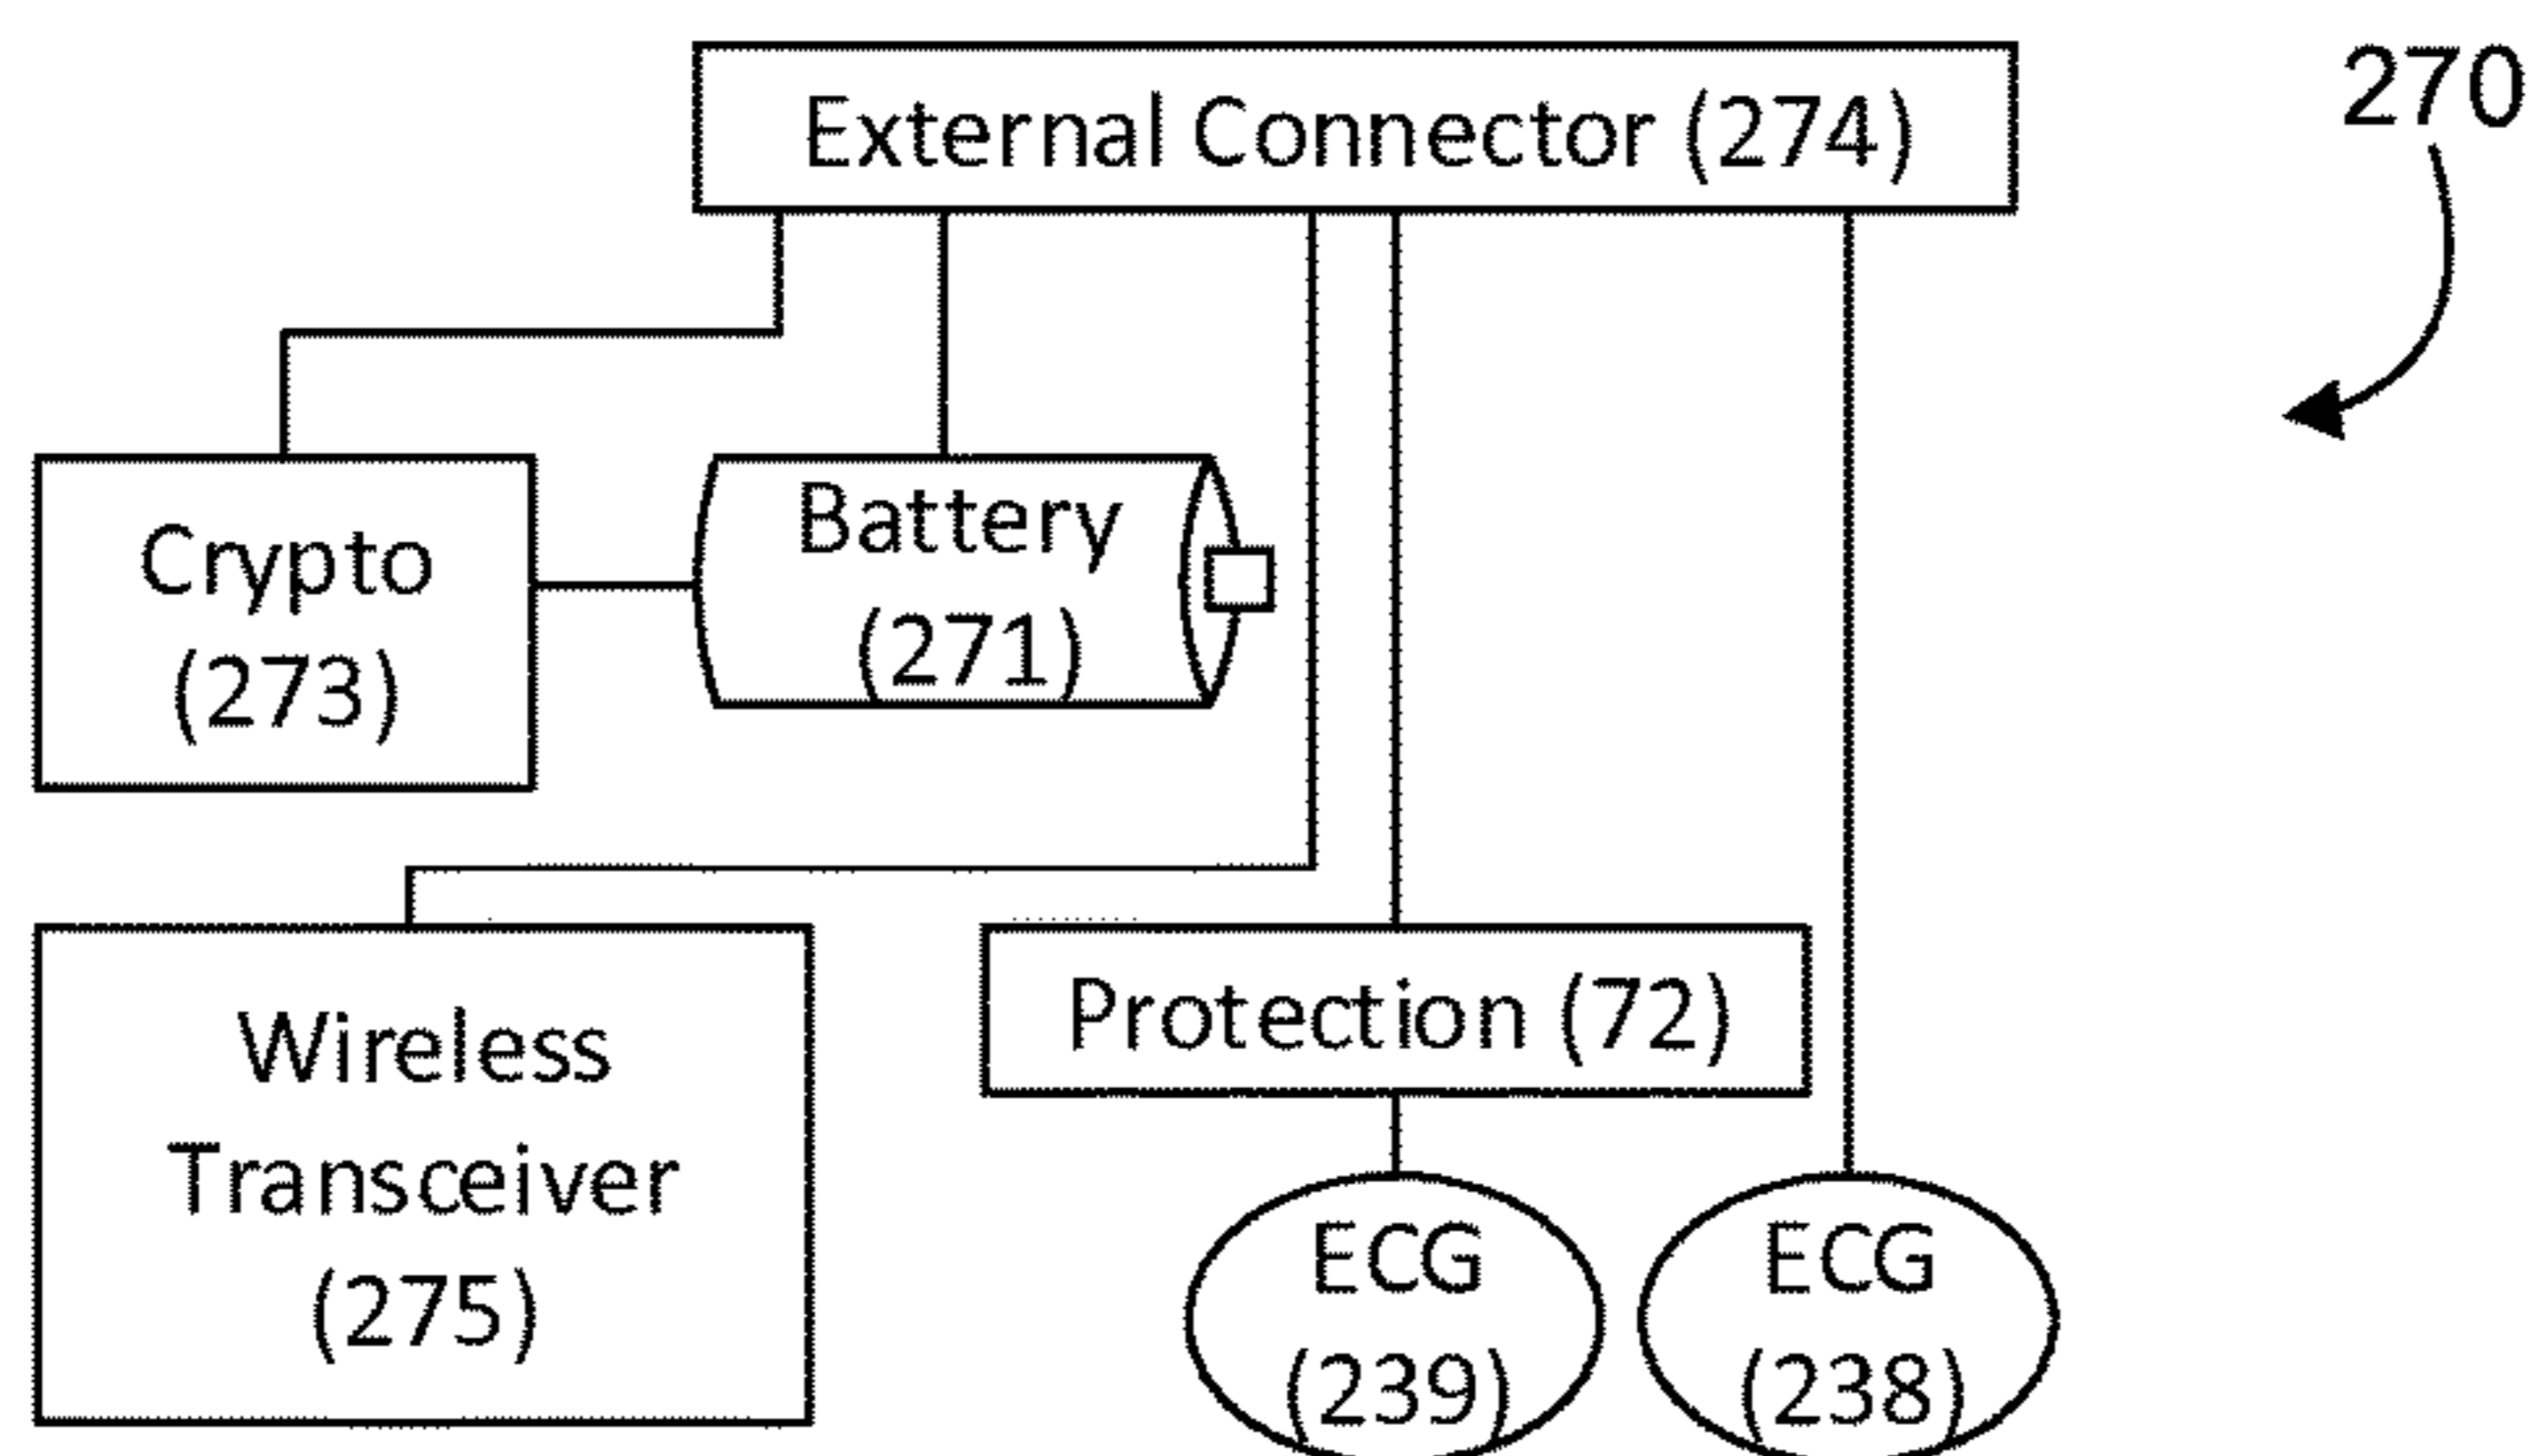 External Connector (274)
270
Crypto
(273)
Battery
(271)
Wireless
Transceiver
(275)
Protection (72)
ECG
(239)
ECG
(238)